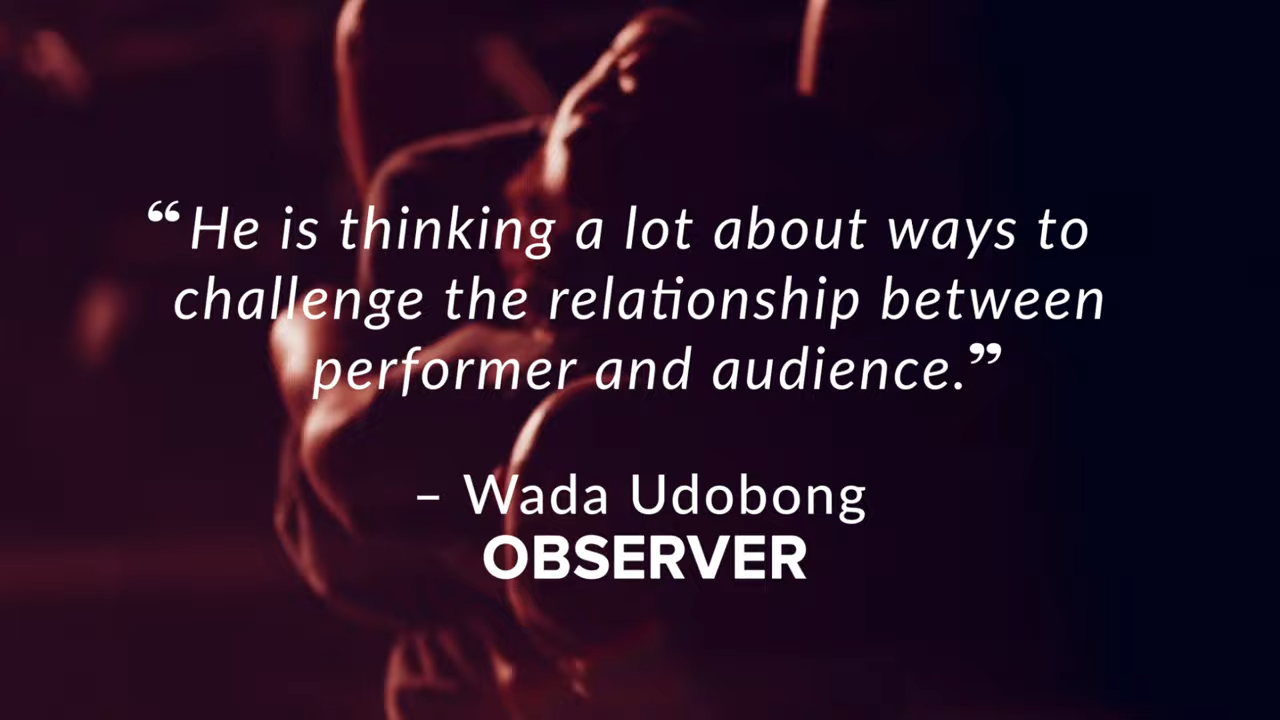 “He is thinking a lot about ways to
challenge the relationship between
performer and audience.”
– Wada Udobong
OBSERVER